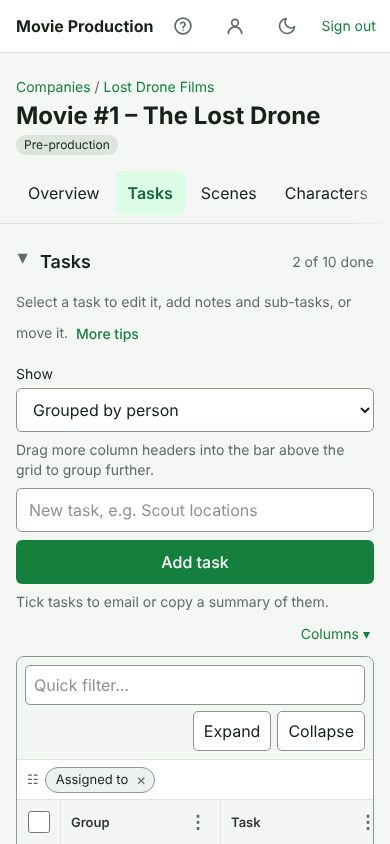 Movie Production
Sign out
Companies / Lost Drone Films
Movie #1 – The Lost Drone
Pre-production
Overview Tasks Scenes Characters
▼ Tasks 2 of 10 done
Select a task to edit it, add notes and sub-tasks, or
move it. More tips
Show
Grouped by person
Drag more column headers into the bar above the
grid to group further.
New task, e.g. Scout locations
Add task
Tick tasks to email or copy a summary of them.
Columns ▾
Quick filter...
Expand Collapse
Assigned to ×
Group Task